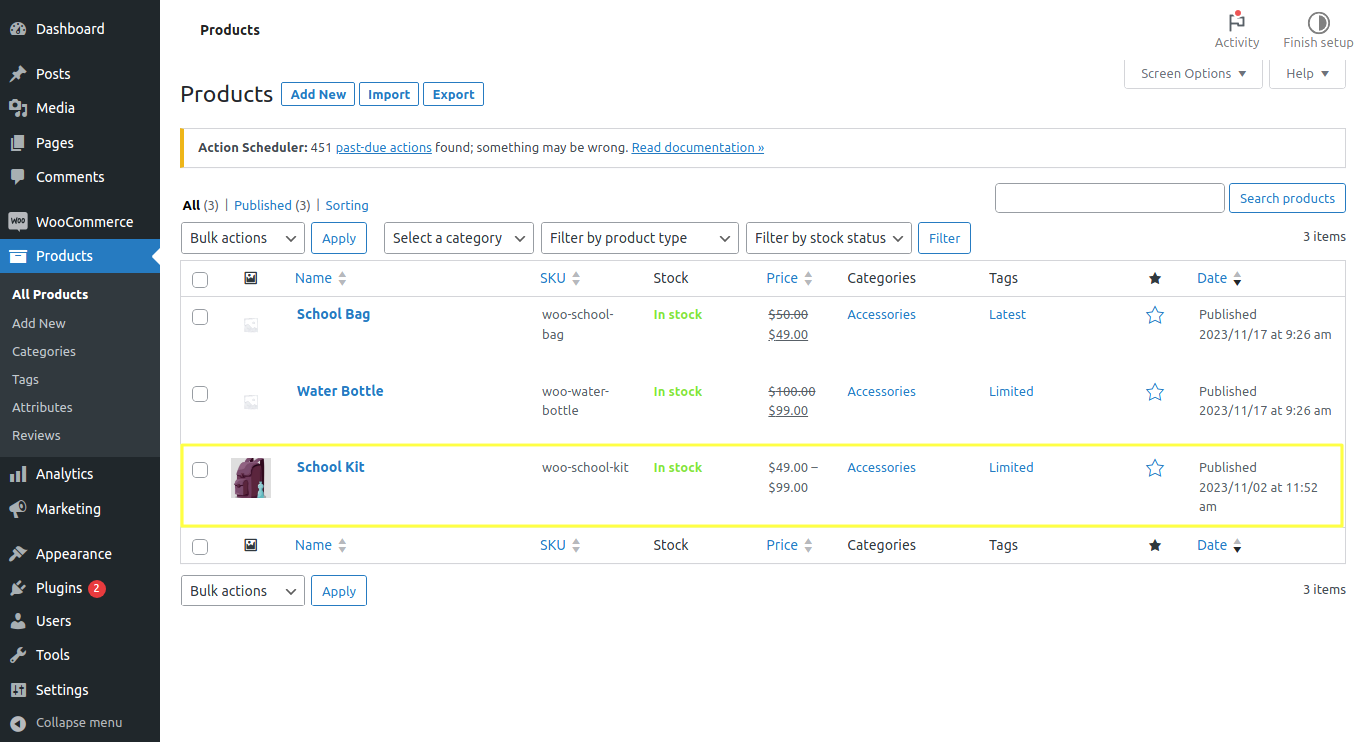 Dashboard
Posts
Media
Pages
Comments
WOO WooCommerce
Products
All Products
Add New
Categories
Tags
Attributes
Reviews
Analytics
Marketing
Appearance
Plugins 2
Users
Tools
Settings
Collapse menu
Products
Activity
Finish setup
Screen Options
Help
Products Add New Import Export
Action Scheduler: 451 past-due actions found; something may be wrong. Read documentation »
All (3) | Published (3) | Sorting
Search products
Bulk actions Apply Select a category Filter by product type Filter by stock status Filter
3 items
Name SKU Stock Price Categories Tags Date
School Bag woo-school- In stock $50.00 Accessories Latest Published
bag $49.00 2023/11/17 at 9:26 am
Water Bottle woo-water- In stock $100.00 Accessories Limited Published
bottle $99.00 2023/11/17 at 9:26 am
School Kit woo-school-kit In stock $49.00 – Accessories Limited Published
$99.00 2023/11/02 at 11:52
am
Name SKU Stock Price Categories Tags Date
Bulk actions Apply
3 items